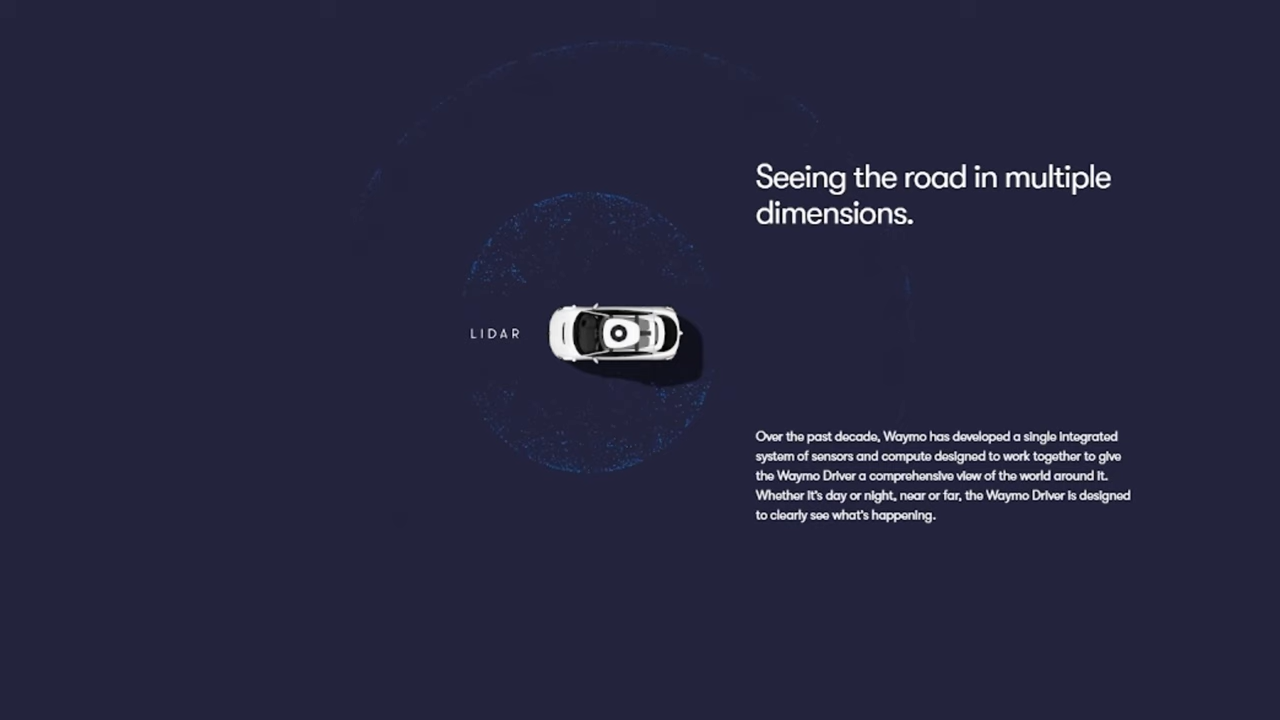 Seeing the road in multiple
dimensions.
LIDAR
Over the past decade, Waymo has developed a single integrated
system of sensors and compute designed to work together to give
the Waymo Driver a comprehensive view of the world around it.
Whether it's day or night, near or far, the Waymo Driver is designed
to clearly see what's happening.